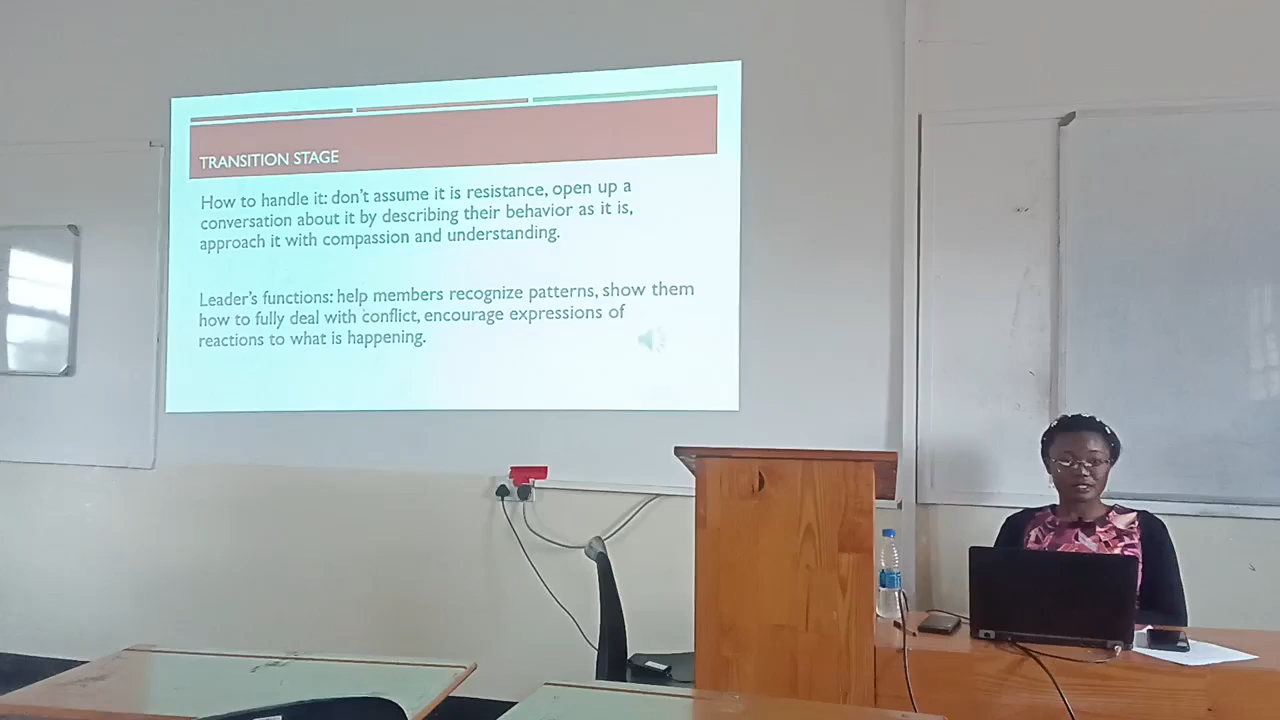 TRANSITION STAGE
How to handle it: don't assume it is resistance, open up a
conversation about it by describing their behavior as it is,
approach it with compassion and understanding.
Leader's functions: help members recognize patterns, show them
how to fully deal with conflict, encourage expressions of
reactions to what is happening.